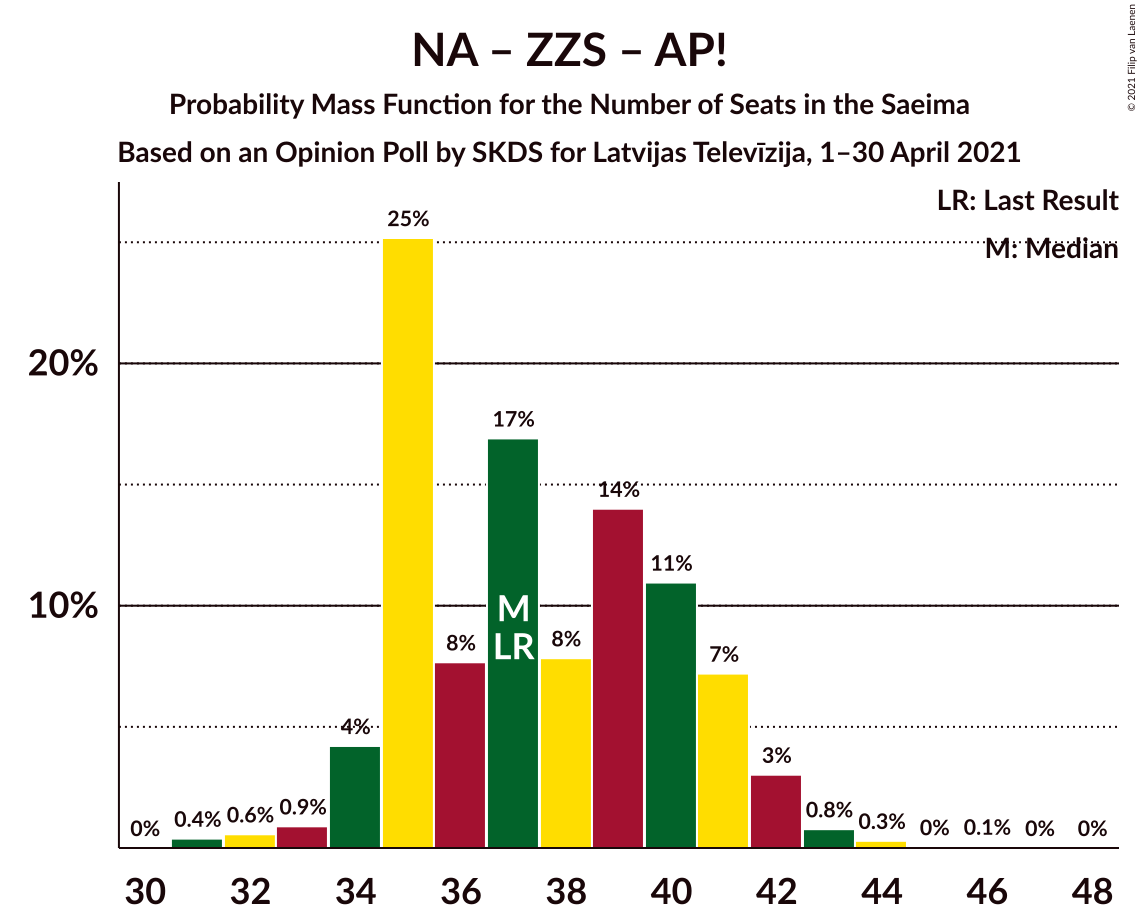 NA – ZZS – AP!
Probability Mass Function for the Number of Seats in the Saeima
Based on an Opinion Poll by SKDS for Latvijas Televīzija, 1–30 April 2021
© 2021 Filip van Laenen
LR: Last Result
M: Median
20%
10%
0%
0.4%
0.6%
0.9%
4%
25%
8%
17%
8%
14%
11%
7%
3%
0.8%
0.3%
0%
0.1%
0%
0%
M
LR
30 32 34 36 38 40 42 44 46 48